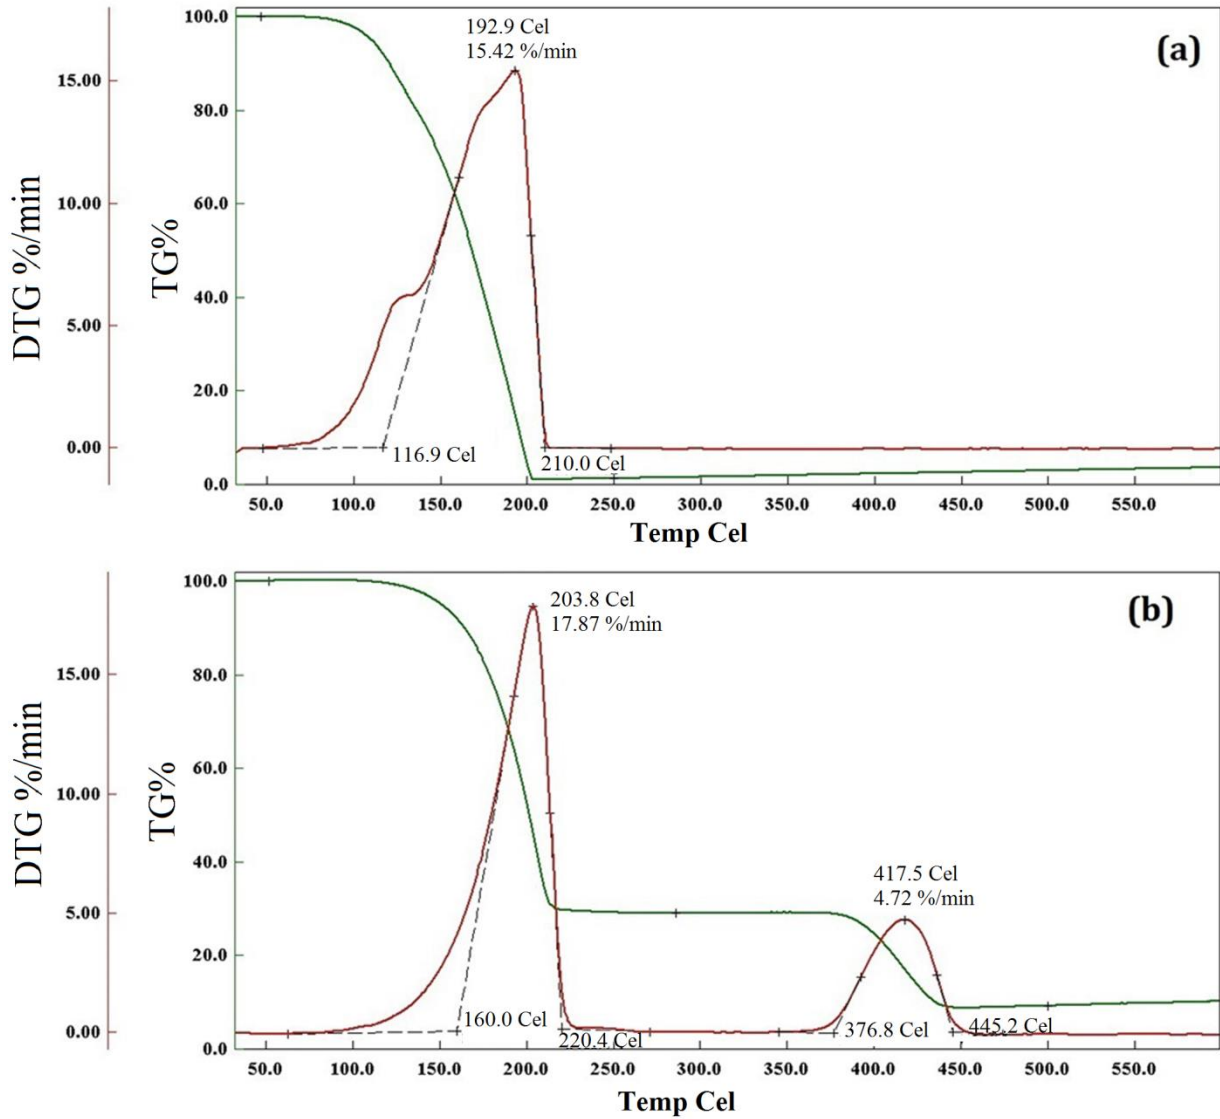 (a)
DTG %/min
TG%
15.00
10.00
5.00
0.00
100.0
80.0
60.0
40.0
20.0
0.0
192.9 Cel
15.42 %/min
116.9 Cel
210.0 Cel
50.0 100.0 150.0 200.0 250.0 300.0 350.0 400.0 450.0 500.0 550.0
Temp Cel
(b)
DTG %/min
TG%
15.00
10.00
5.00
0.00
100.0
80.0
60.0
40.0
20.0
0.0
203.8 Cel
17.87 %/min
417.5 Cel
4.72 %/min
160.0 Cel
220.4 Cel
376.8 Cel
445.2 Cel
50.0 100.0 150.0 200.0 250.0 300.0 350.0 400.0 450.0 500.0 550.0
Temp Cel